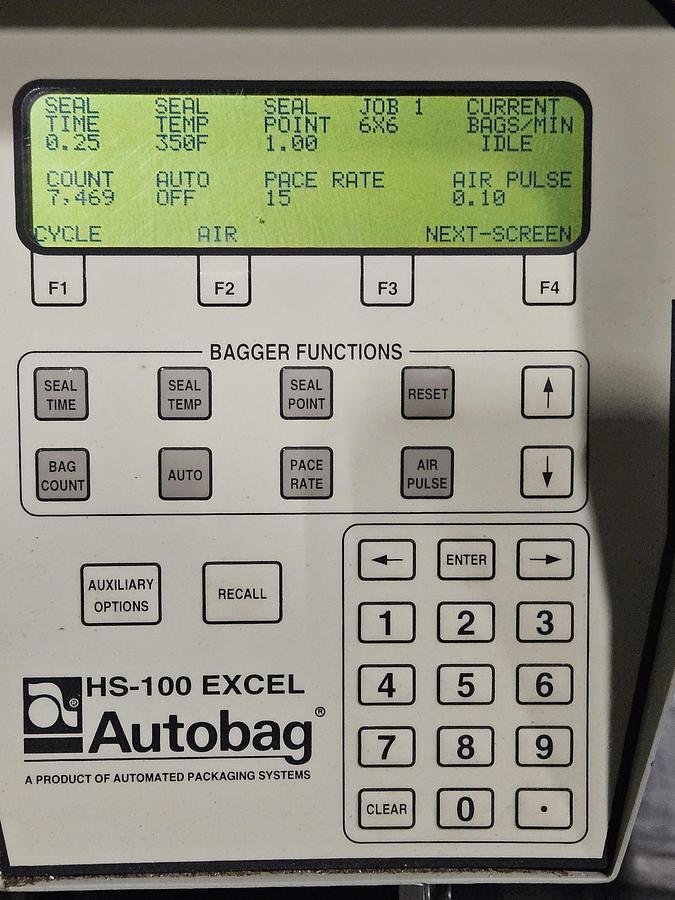 SEAL TIME 0.25
SEAL TEMP 350F
SEAL POINT 1.00
JOB 1 6X6
CURRENT BAGS/MIN IDLE
COUNT 7,469
AUTO OFF
PACE RATE 15
AIR PULSE 0.10
CYCLE AIR NEXT-SCREEN
F1 F2 F3 F4
BAGGER FUNCTIONS
SEAL TIME
SEAL TEMP
SEAL POINT
RESET
↑
BAG COUNT
AUTO
PACE RATE
AIR PULSE
↓
AUXILIARY OPTIONS
RECALL
← ENTER →
1 2 3
4 5 6
7 8 9
CLEAR 0 .
a®
HS-100 EXCEL
Autobag®
A PRODUCT OF AUTOMATED PACKAGING SYSTEMS